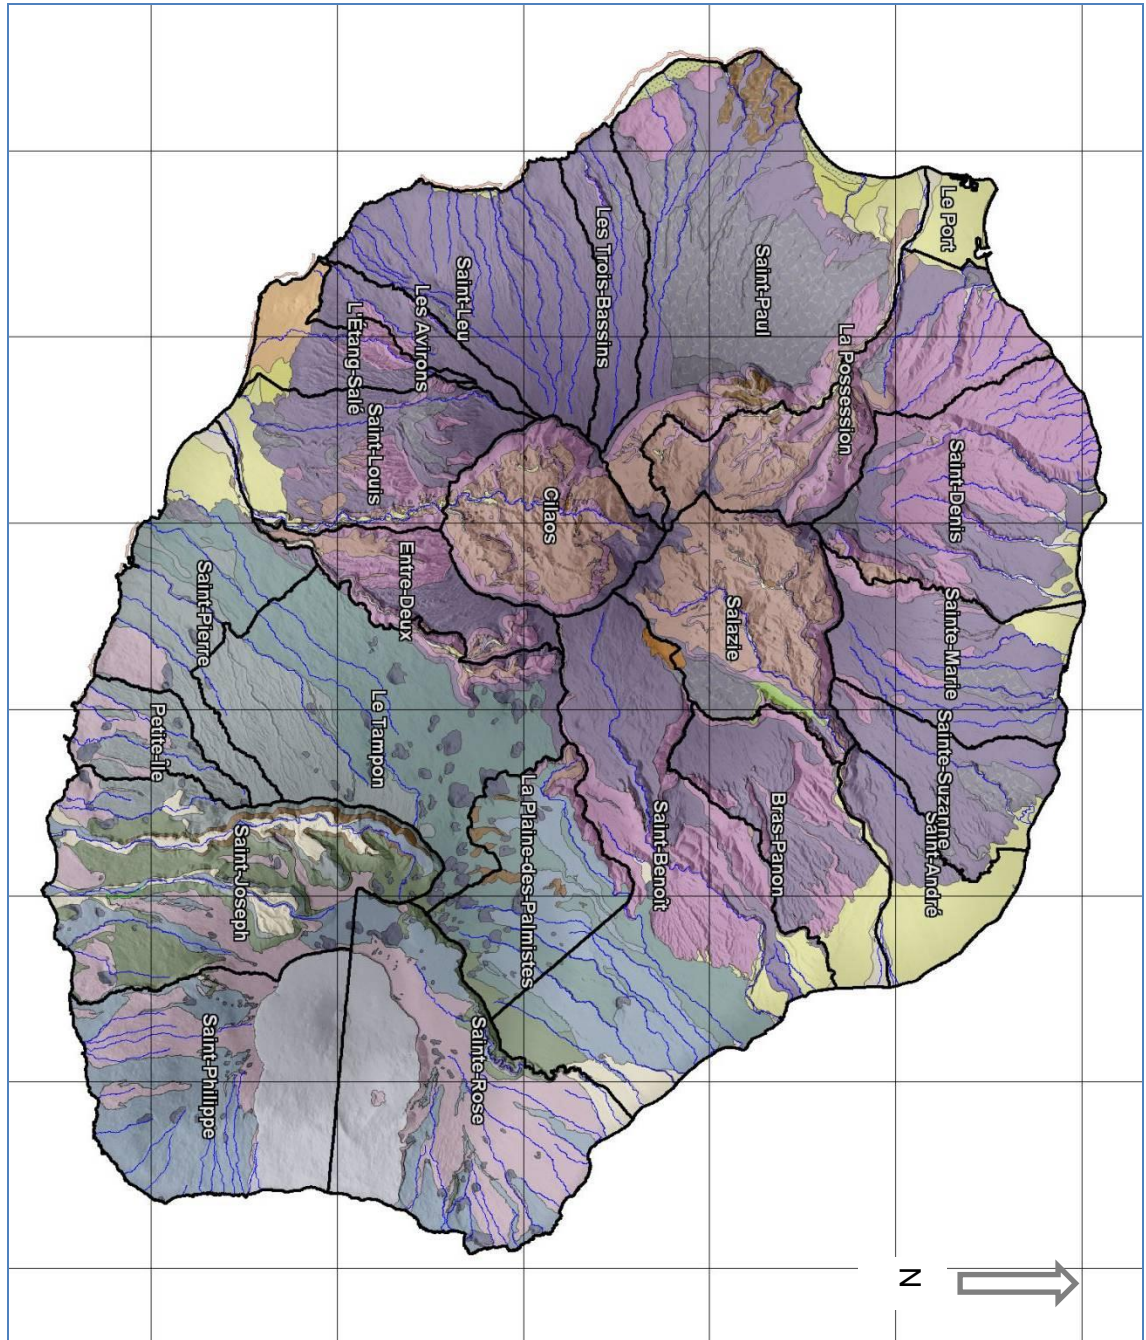 Le Port
La Possession
Saint-Denis
Sainte-Marie
Sainte-Suzanne
Saint-André
Saint-Paul
Salazie
Bras-Panon
Les Trois-Bassins
Cilaos
Saint-Benoît
Saint-Leu
Les Avirons
L'Etang-Salé
Saint-Louis
Entre-Deux
La Plaine-des-Palmistes
Sainte-Rose
Le Tampon
Saint-Pierre
Petite-Ile
Saint-Joseph
Saint-Philippe
N